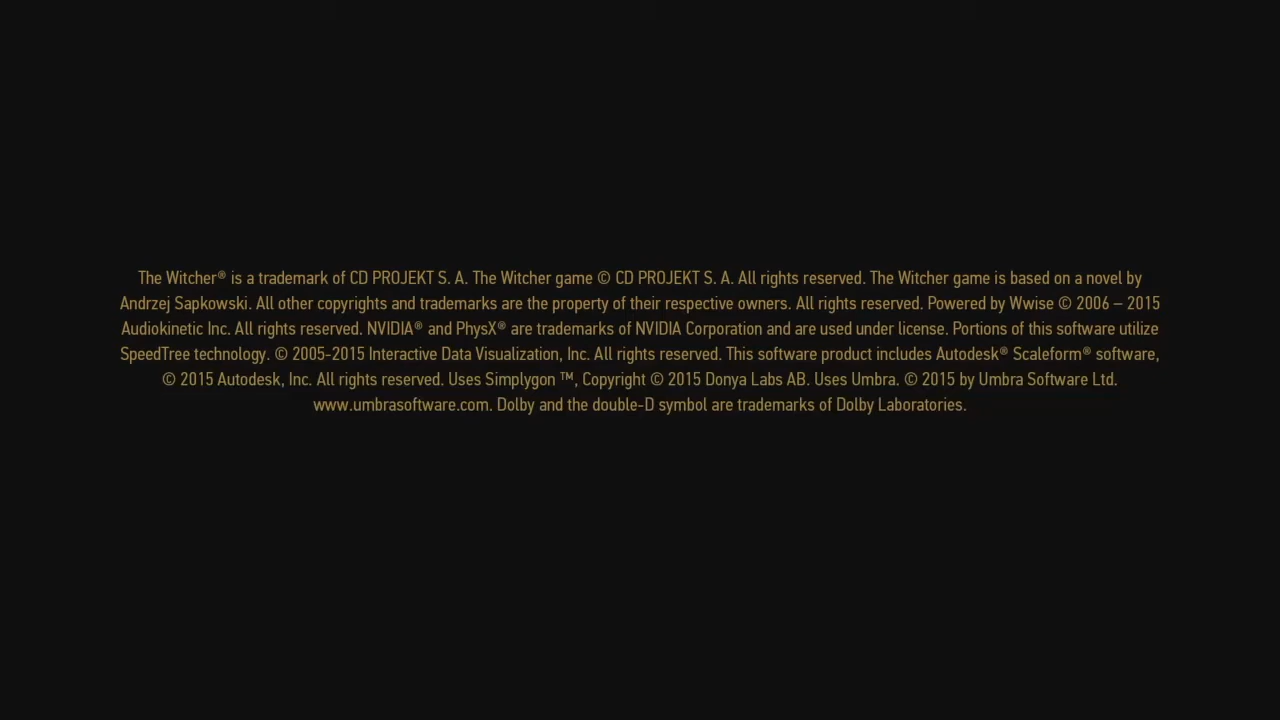 The Witcher® is a trademark of CD PROJEKT S. A. The Witcher game © CD PROJEKT S. A. All rights reserved. The Witcher game is based on a novel by
Andrzej Sapkowski. All other copyrights and trademarks are the property of their respective owners. All rights reserved. Powered by Wwise © 2006 – 2015
Audiokinetic Inc. All rights reserved. NVIDIA® and PhysX® are trademarks of NVIDIA Corporation and are used under license. Portions of this software utilize
SpeedTree technology. © 2005-2015 Interactive Data Visualization, Inc. All rights reserved. This software product includes Autodesk® Scaleform® software,
© 2015 Autodesk, Inc. All rights reserved. Uses Simplygon ™, Copyright © 2015 Donya Labs AB. Uses Umbra. © 2015 by Umbra Software Ltd.
www.umbrasoftware.com. Dolby and the double-D symbol are trademarks of Dolby Laboratories.